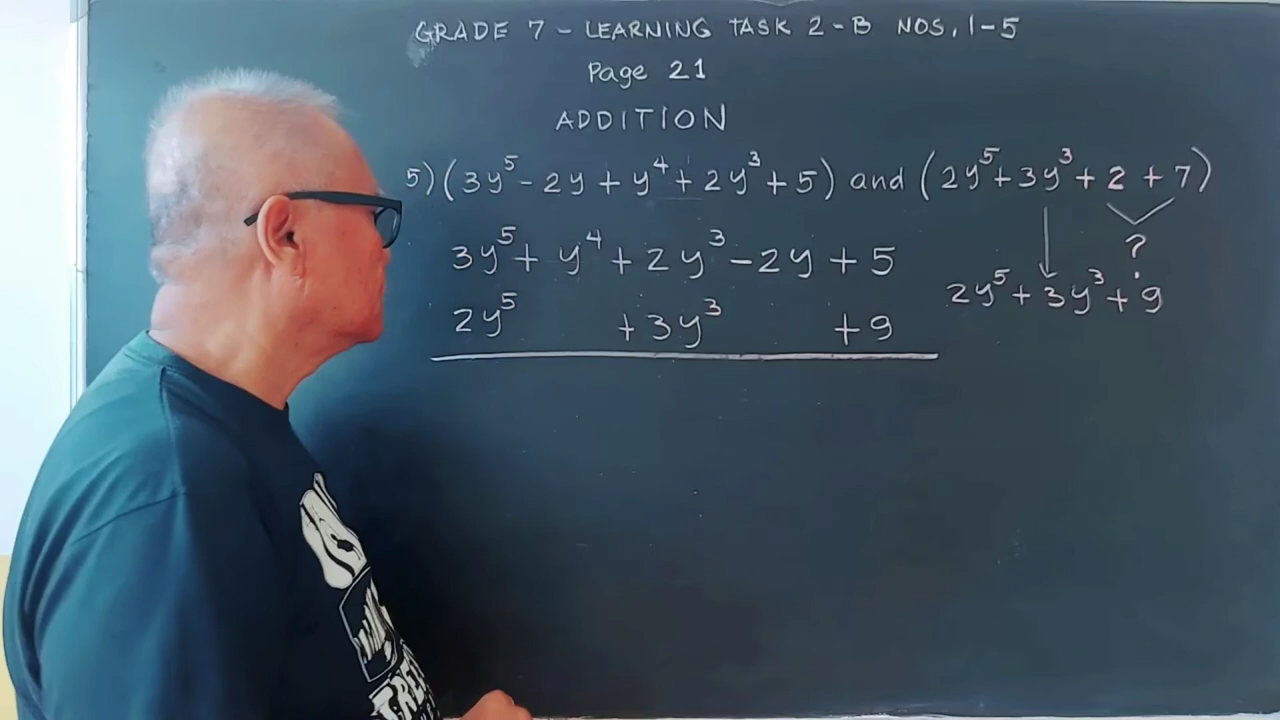 GRADE 7 - LEARNING TASK 2-B NOS. 1-5
Page 21
ADDITION
5) (3y⁵ - 2y + y⁴ + 2y³ + 5) and (2y⁵ + 3y³ + 2 + 7)
?
3y⁵ + y⁴ + 2y³ - 2y + 5
2y⁵ + 3y³ + 9
2y⁵ + 3y³ + 9